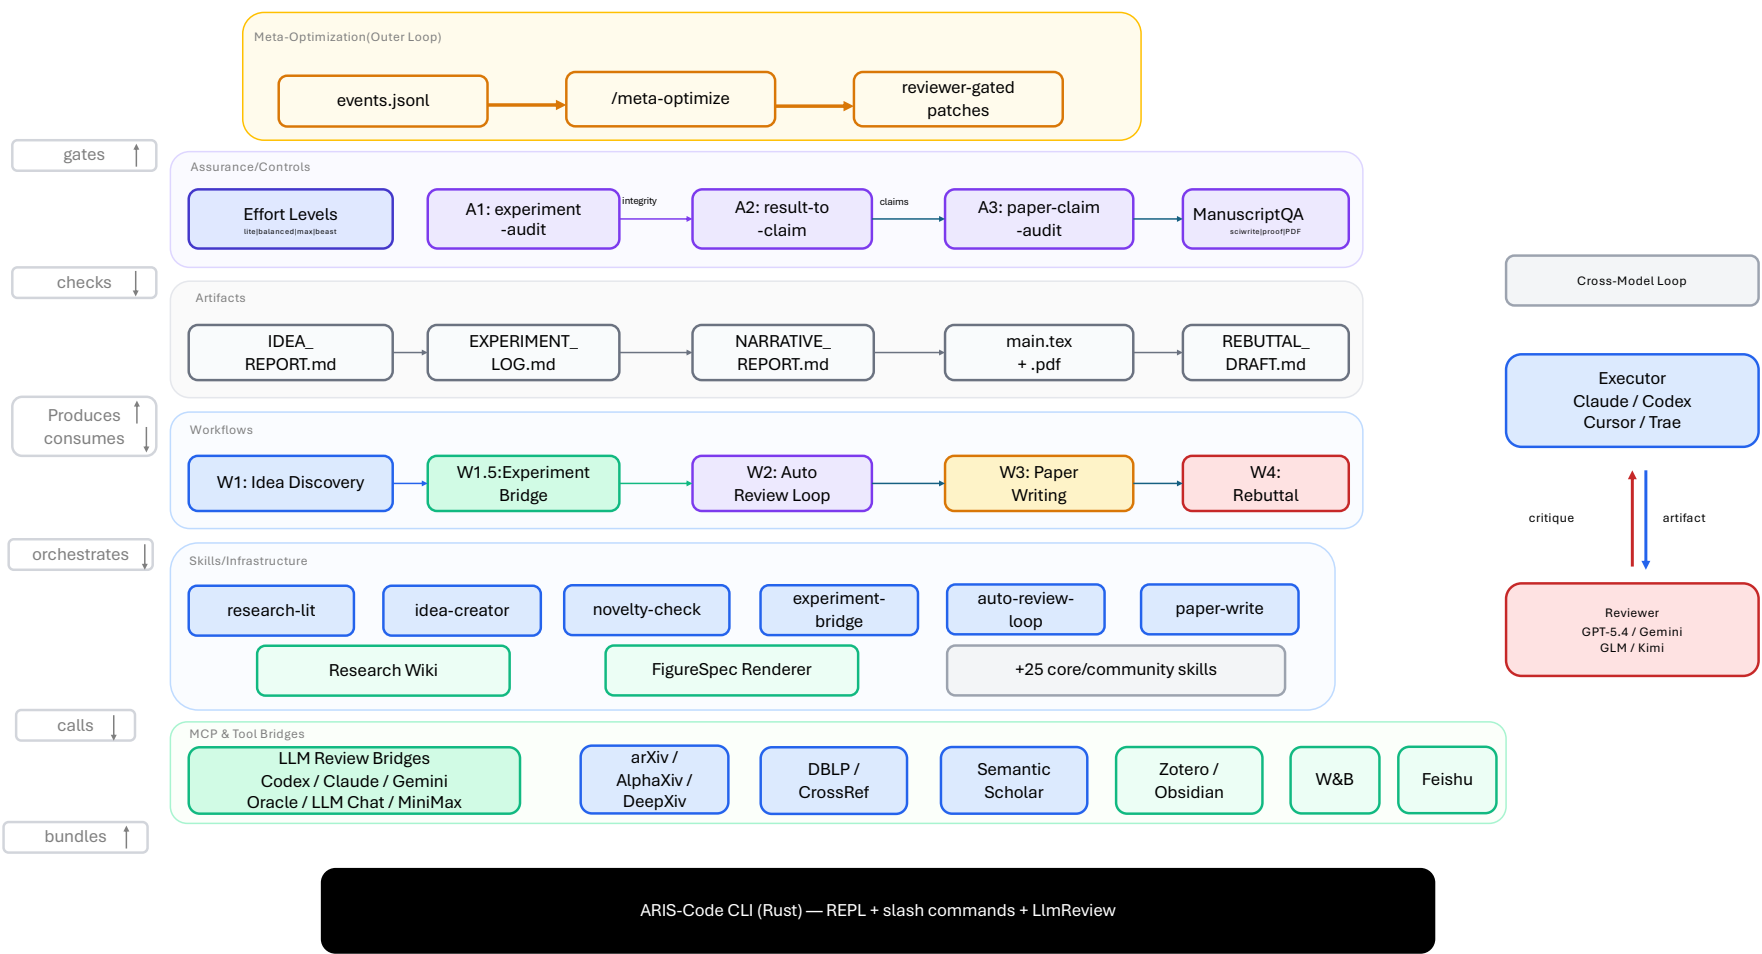 Meta-Optimization(Outer Loop)
events.jsonl
/meta-optimize
reviewer-gated
patches
gates
Assurance/Controls
Effort Levels
lite|balanced|max|beast
A1: experiment
-audit
integrity
A2: result-to
-claim
claims
A3: paper-claim
-audit
ManuscriptQA
sciwrite|proof|PDF
checks
Artifacts
IDEA_
REPORT.md
EXPERIMENT_
LOG.md
NARRATIVE_
REPORT.md
main.tex
+ .pdf
REBUTTAL_
DRAFT.md
Produces
consumes
Workflows
W1: Idea Discovery
W1.5:Experiment
Bridge
W2: Auto
Review Loop
W3: Paper
Writing
W4:
Rebuttal
orchestrates
Skills/Infrastructure
research-lit
idea-creator
novelty-check
experiment-
bridge
auto-review-
loop
paper-write
Research Wiki
FigureSpec Renderer
+25 core/community skills
calls
MCP & Tool Bridges
LLM Review Bridges
Codex / Claude / Gemini
Oracle / LLM Chat / MiniMax
arXiv /
AlphaXiv /
DeepXiv
DBLP /
CrossRef
Semantic
Scholar
Zotero /
Obsidian
W&B
Feishu
bundles
ARIS-Code CLI (Rust) — REPL + slash commands + LlmReview
Cross-Model Loop
Executor
Claude / Codex
Cursor / Trae
critique
artifact
Reviewer
GPT-5.4 / Gemini
GLM / Kimi